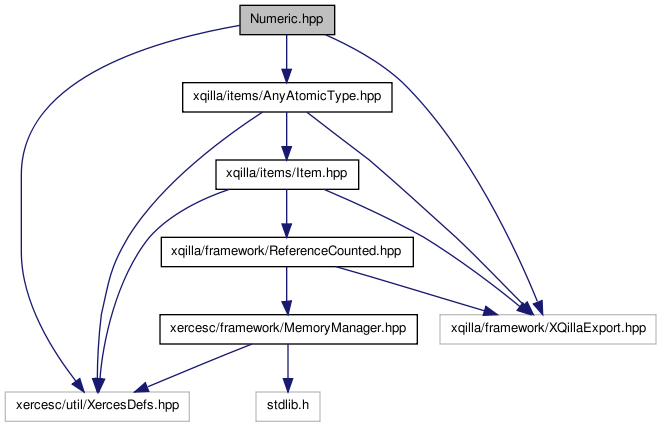 Numeric.hpp
xqilla/items/AnyAtomicType.hpp
xqilla/items/Item.hpp
xqilla/framework/ReferenceCounted.hpp
xercesc/framework/MemoryManager.hpp
xqilla/framework/XQillaExport.hpp
xercesc/util/XercesDefs.hpp
stdlib.h